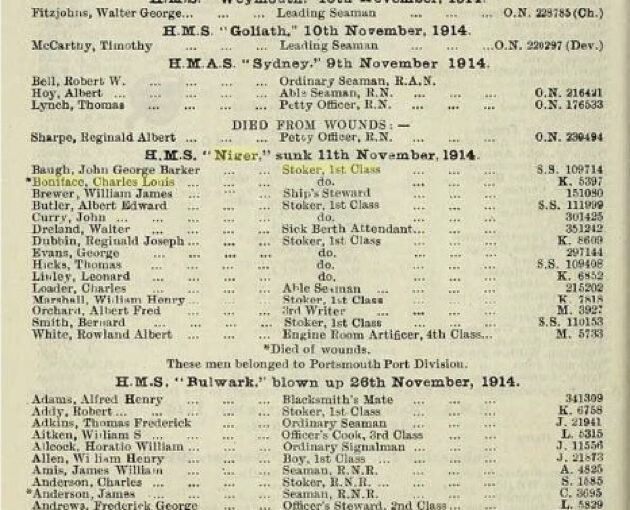 Fitzjohns, Walter George... ... ... Leading Seaman ... ... ... O.N. 228785 (Ch.)
H.M.S. "Goliath," 10th November, 1914.
McCarthy, Timothy ... ... ... Leading Seaman ... ... ...O.N. 220297 (Dev.)
H.M.A.S. "Sydney." 9th November 1914.
Bell, Robert W. ... ... ... Ordinary Seaman, R.A.N.
Hoy, Albert ... ... ... ... Able Seaman, R.N. ... ... ... O.N. 216421
Lynch, Thomas ... ... ... Petty Officer, R.N. ... ... ... O.N. 176533
DIED FROM WOUNDS:—
Sharpe, Reginald Albert ... ... ... Petty Officer, R.N. ... ... ... O.N. 230494
H.M.S. "Niger," sunk 11th November, 1914.
Baugh, John George Barker ... ... Stoker, 1st Class ... ... ... S.S. 109714
*Boniface, Charles Louis ... ... ... do. ... ... ... K. 5397
Brewer, William James ... ... ... Ship's Steward ... ... ... 151080
Butler, Albert Edward ... ... ... Stoker, 1st Class ... ... ... S.S. 111999
Curry, John ... ... ... ... do. ... ... ... 301425
Dreland, Walter ... ... ... Sick Berth Attendant... ... ... 351242
Dubbin, Reginald Joseph ... ... ... Stoker, 1st Class ... ... ... K. 8609
Evans, George ... ... ... do. ... ... ... 297144
Hicks, Thomas ... ... ... do. ... ... ... S.S. 109408
Linley, Leonard ... ... ... do. ... ... ... K. 6852
Loader, Charles ... ... ... Able Seaman ... ... ... 215202
Marshall, William Henry ... ... ... Stoker, 1st Class ... ... ... K. 7818
Orchard, Albert Fred ... ... ... 3rd Writer ... ... ... M. 3927
Smith, Bernard ... ... ... Stoker, 1st Class ... ... ... S.S. 110153
White, Rowland Albert ... ... ... Engine Room Artificer, 4th Class... ... M. 5733
*Died of wounds.
These men belonged to Portsmouth Port Division.
H.M.S. "Bulwark," blown up 26th November, 1914.
Adams, Alfred Henry ... ... ... Blacksmith's Mate ... ... ... 341309
Addy, Robert ... ... ... ... Stoker, 1st Class ... ... ... K. 6758
Adkins, Thomas Frederick ... ... Ordinary Seaman ... ... ... J. 21941
Aitken, William S ... ... ... Officer's Cook, 3rd Class ... ... ... L. 5315
Allcock, Horatio William ... ... ... Ordinary Signalman ... ... ... J. 11556
Allen, William Henry ... ... ... Boy, 1st Class ... ... ... J. 21873
Amis, James William ... ... ... Seaman, R.N.R. ... ... ... A. 4825
Anderson, Charles ... ... ... Stoker, R.N.R. ... ... ... S. 1585
*Anderson, James ... ... ... Seaman, R.N.R. ... ... ... C. 3695
Andrews, Frederick George ... ... Officer's Steward, 2nd Class ... ... ... L. 5829